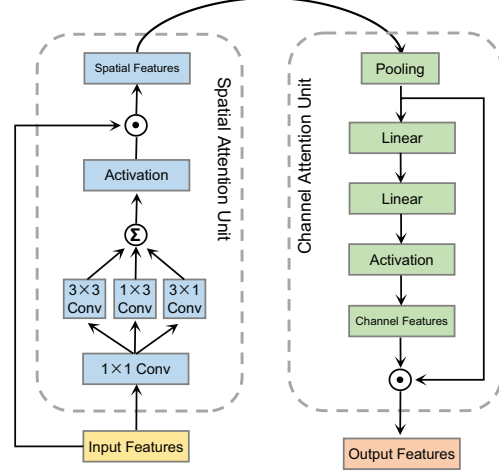 Spatial Features
Activation
Σ
3×3
Conv
1×3
Conv
3×1
Conv
1×1 Conv
Input Features
Spatial Attention Unit
Channel Attention Unit
Pooling
Linear
Linear
Activation
Channel Features
Output Features